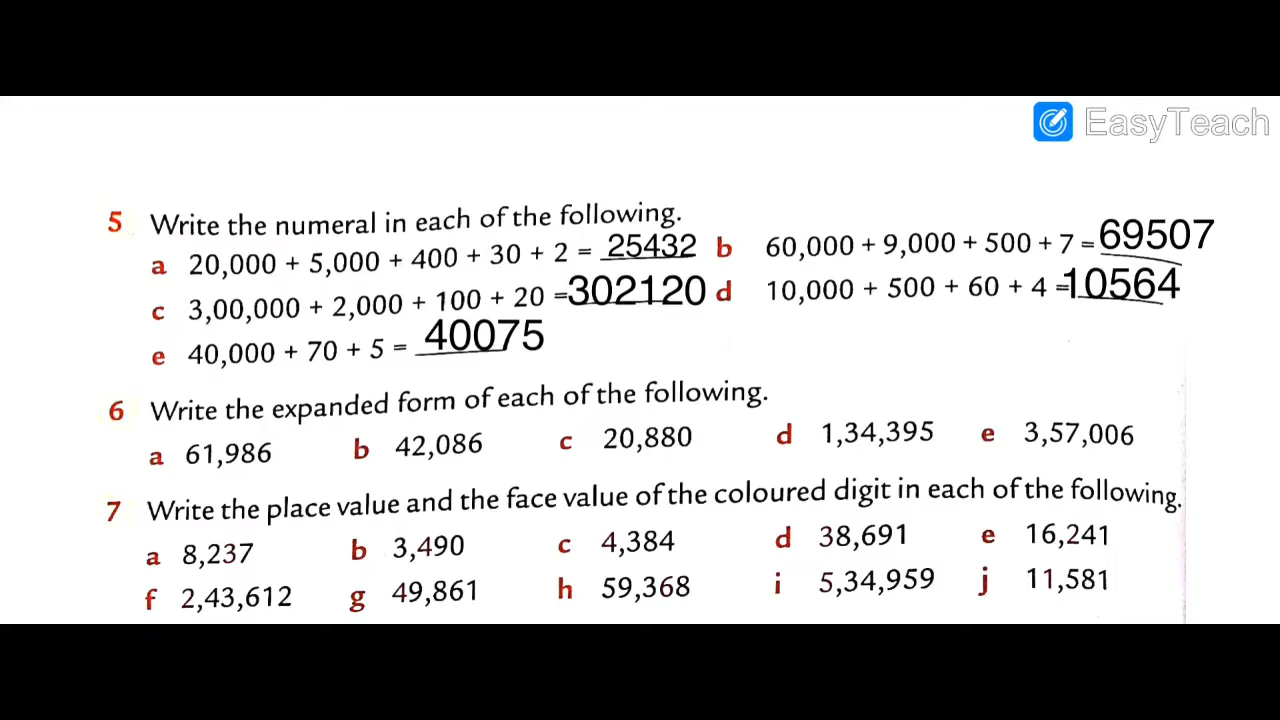 EasyTeach
5 Write the numeral in each of the following.
a 20,000 + 5,000 + 400 + 30 + 2 = 25432 b 60,000 + 9,000 + 500 + 7 = 69507
c 3,00,000 + 2,000 + 100 + 20 = 302120 d 10,000 + 500 + 60 + 4 = 10564
e 40,000 + 70 + 5 = 40075
6 Write the expanded form of each of the following.
a 61,986 b 42,086 c 20,880 d 1,34,395 e 3,57,006
7 Write the place value and the face value of the coloured digit in each of the following.
a 8,237 b 3,490 c 4,384 d 38,691 e 16,241
f 2,43,612 g 49,861 h 59,368 i 5,34,959 j 11,581